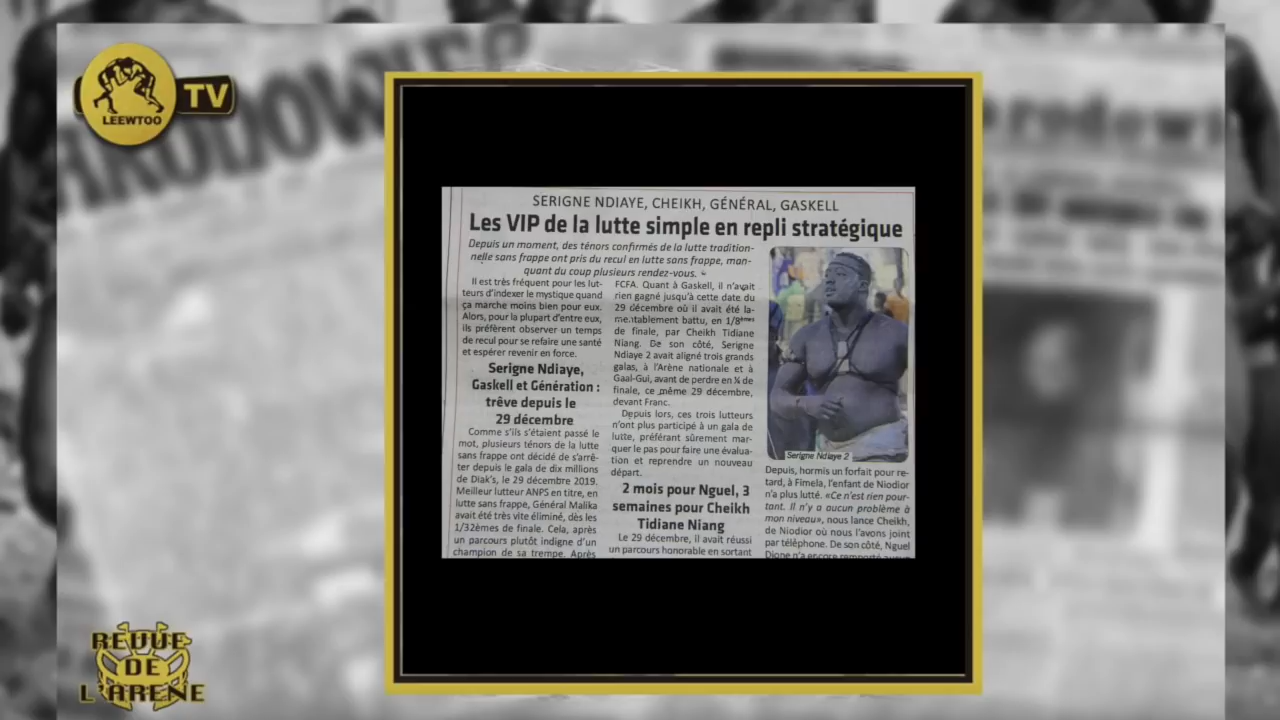 LEEWTOO
TV
SERIGNE NDIAYE, CHEIKH, GÉNÉRAL, GASKELL
Les VIP de la lutte simple en repli stratégique
Depuis un moment, des ténors confirmés de la lutte tradition-
nelle sans frappe ont pris du recul en lutte sans frappe, man-
quant du coup plusieurs rendez-vous.
Il est très fréquent pour les lut-
teurs d'indexer le mystique quand
ça marche moins bien pour eux.
Alors, pour la plupart d'entre eux,
ils préfèrent observer un temps
de recul pour se refaire une santé
et espérer revenir en force.
Serigne Ndiaye,
Gaskell et Génération :
trêve depuis le
29 décembre
Comme s'ils s'étaient passé le
mot, plusieurs ténors de la lutte
sans frappe ont décidé de s'arrê-
ter depuis le gala de dix millions
de Diak's, le 29 décembre 2019.
Meilleur lutteur ANPS en titre, en
lutte sans frappe, Général Malika
avait été très vite éliminé, dès les
1/32èmes de finale. Cela, après
un parcours plutôt indigne d'un
champion de sa trempe. Après
FCFA. Quant à Gaskell, il n'avait
rien gagné jusqu'à cette date du
29 décembre où il avait été la-
mentablement battu, en 1/8èmes
de finale, par Cheikh Tidiane
Niang. De son côté, Serigne
Ndiaye 2 avait aligné trois grands
galas, à l'Arène nationale et à
Gaal-Gui, avant de perdre en ¼ de
finale, ce même 29 décembre,
devant Franc.
Depuis lors, ces trois lutteurs
n'ont plus participé à un gala de
lutte, préférant sûrement mar-
quer le pas pour faire une évalua-
tion et reprendre un nouveau
départ.
2 mois pour Nguel, 3
semaines pour Cheikh
Tidiane Niang
Le 29 décembre, il avait réussi
un parcours honorable en sortant
Serigne Ndiaye 2
Depuis, hormis un forfait pour re-
tard, à Fimela, l'enfant de Niodior
n'a plus lutté. «Ce n'est rien pour-
tant. Il n'y a aucun problème à
mon niveau», nous lance Cheikh,
de Niodior où nous l'avons joint
par téléphone. De son côté, Nguel
Dione n'a encore remporté
REVUE
DE
L'ARENE